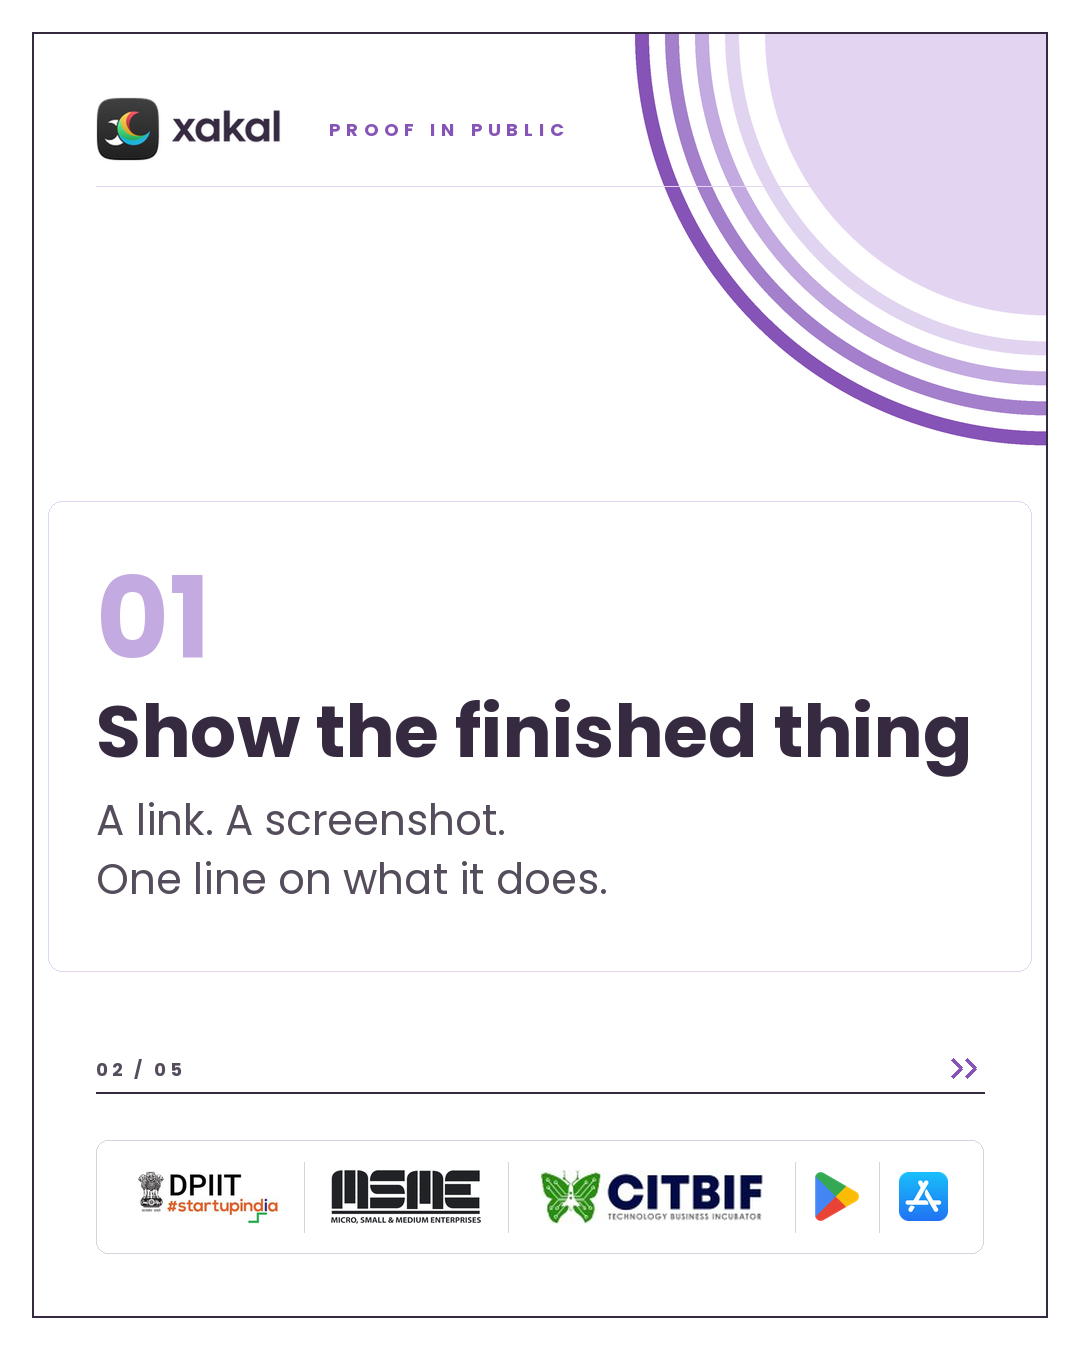 xakal
PROOF IN PUBLIC
01
Show the finished thing
A link. A screenshot.
One line on what it does.
02 / 05
DPIIT
#startupindia
MSME
MICRO, SMALL & MEDIUM ENTERPRISES
CITBIF
TECHNOLOGY BUSINESS INCUBATOR